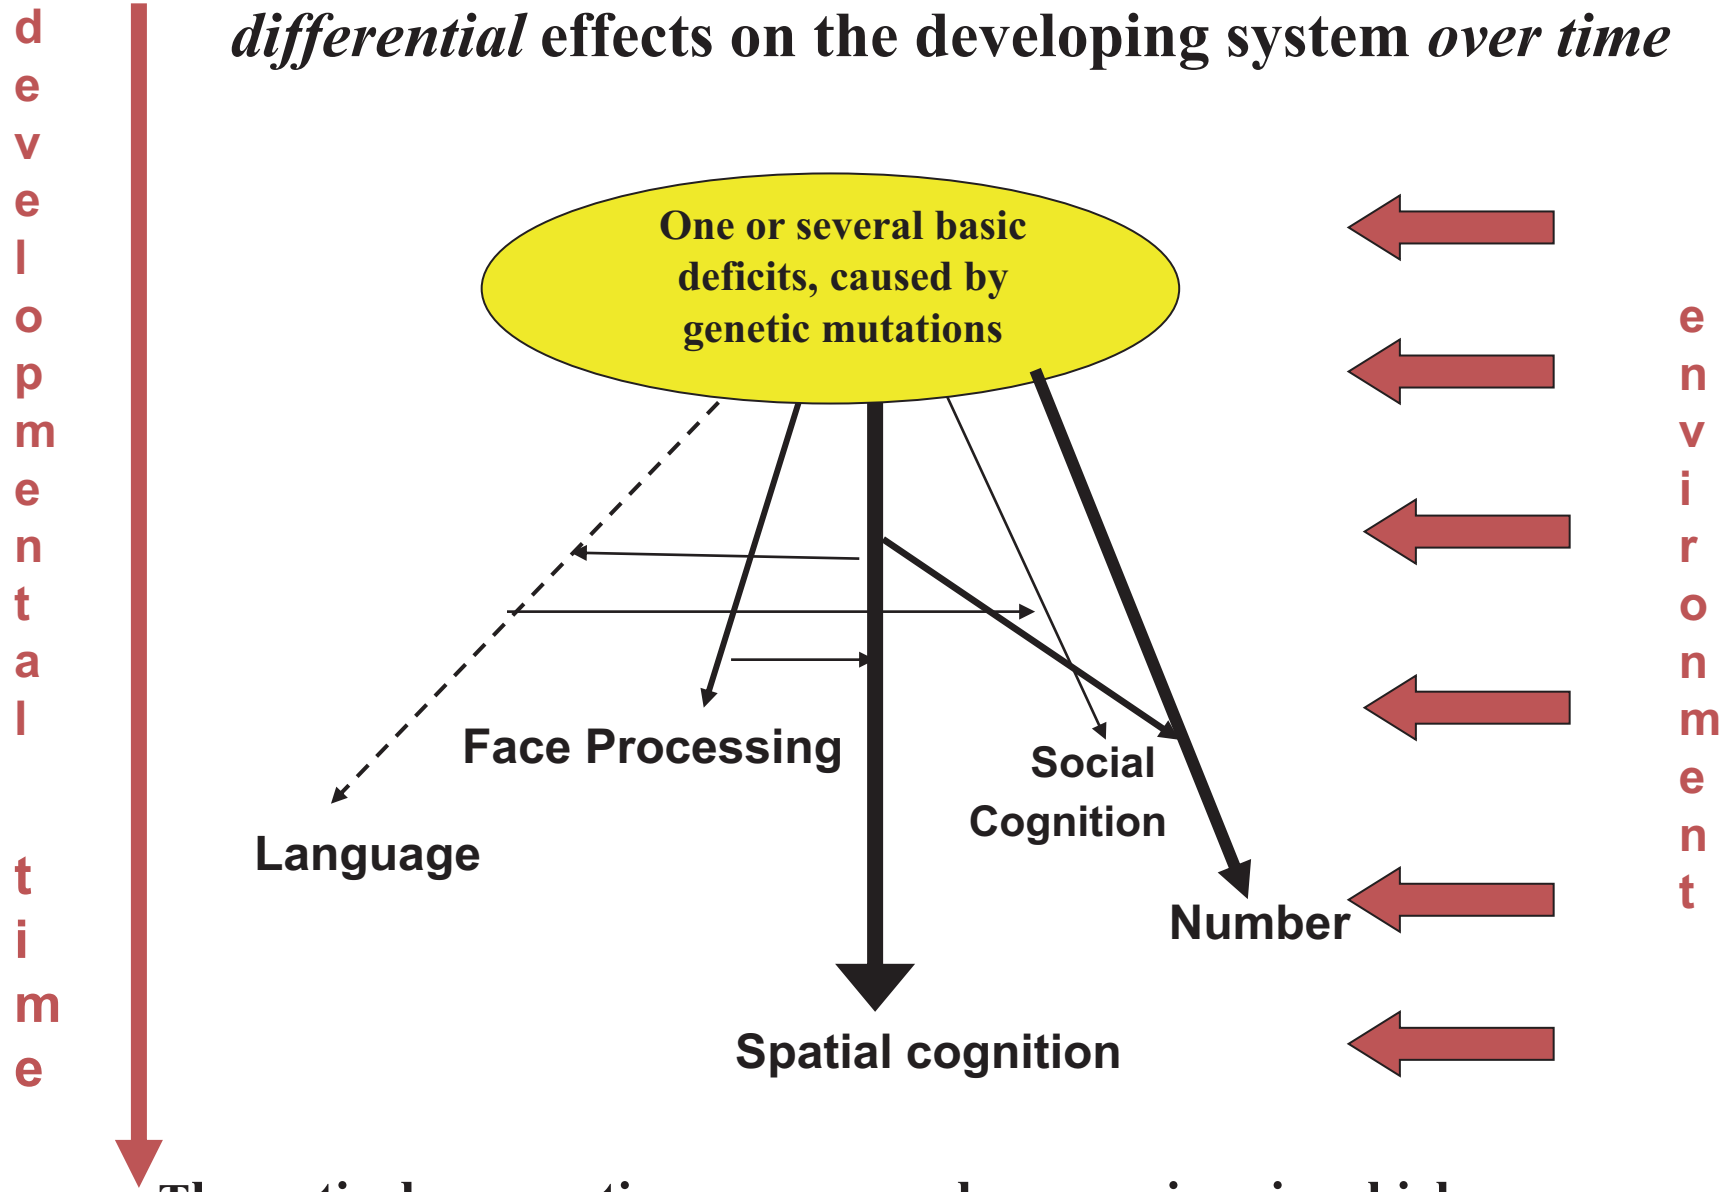 differential effects on the developing system over time
developmental time
One or several basic
deficits, caused by
genetic mutations
environment
Face Processing
Social
Cognition
Language
Number
Spatial cognition